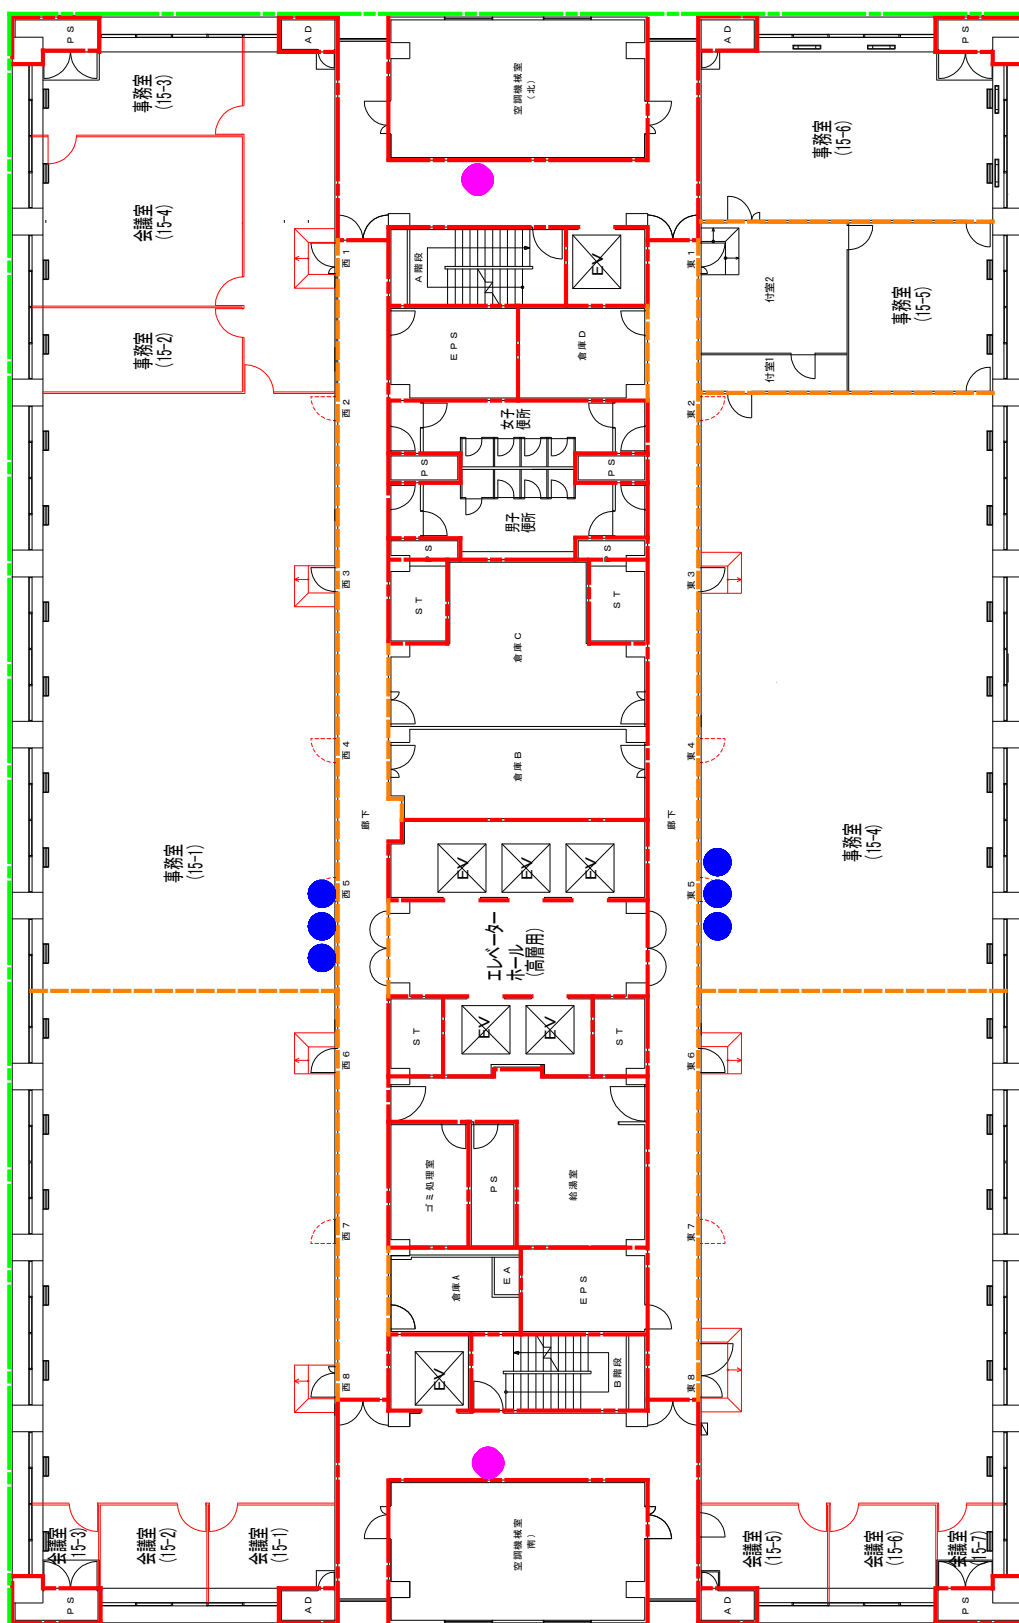 PS
AD
AD
PS
事務室
(15-3)
空調機械室
(北)
事務室
(15-6)
会議室
(15-4)
西1
A階段
EV
東1
付室2
事務室
(15-5)
事務室
(15-2)
EPS
倉庫D
付室1
西2
女子
便所
東2
PS
PS
男子
便所
PS
PS
西3
ST
ST
東3
倉庫C
西4
倉庫B
東4
廊下
廊下
事務室
(15-1)
事務室
(15-4)
EV
EV
EV
西5
東5
エレベーター
ホール
(高層用)
西6
ST
EV
EV
ST
東6
ゴミ処理室
PS
給湯室
西7
東7
倉庫A
EA
EPS
西8
EV
B階段
東8
会議室
(15-3)
会議室
(15-2)
会議室
(15-1)
空調機械室
南)
会議室
(15-5)
会議室
(15-6)
会議室
(15-7)
PS
AD
AD
PS